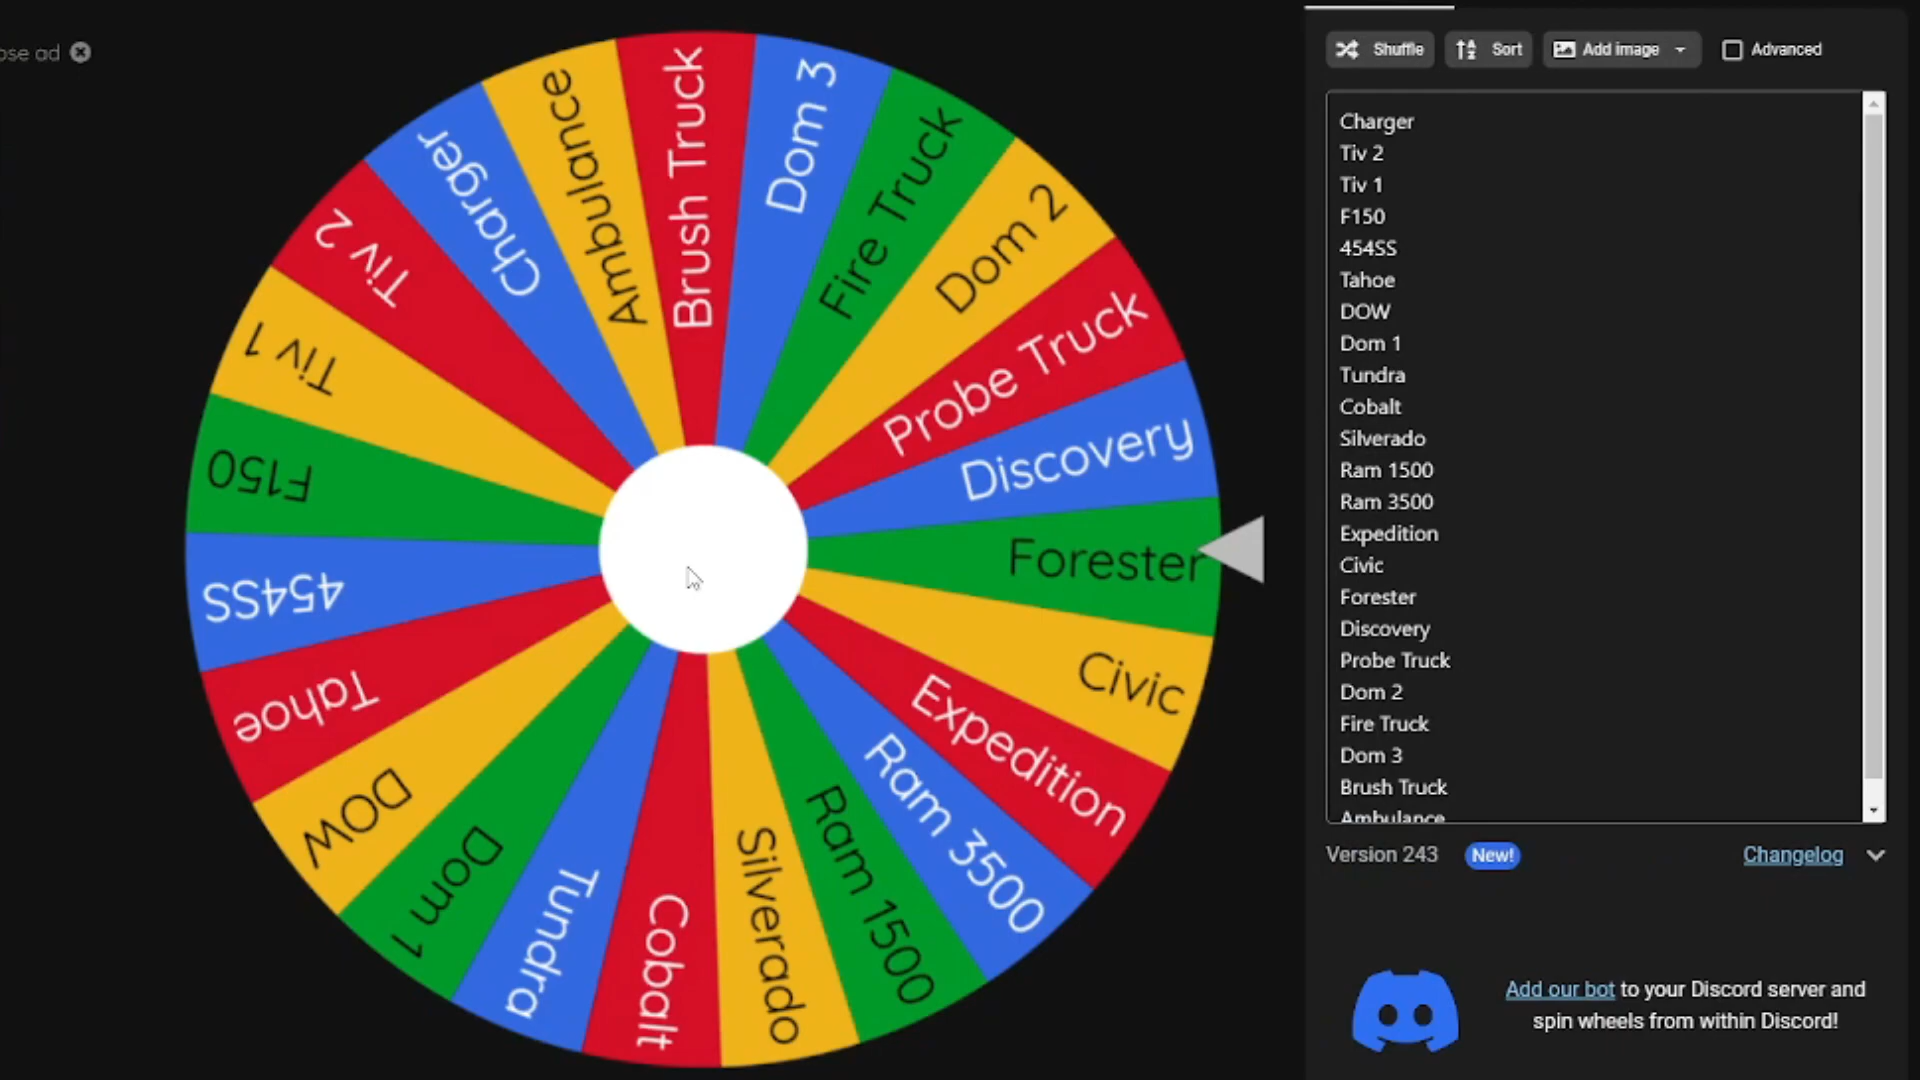 ose ad
Brush Truck
Dom 3
Fire Truck
Dom 2
Probe Truck
Discovery
Forester
Civic
Expedition
Ram 3500
Ram 1500
Silverado
Cobalt
Tundra
Dom 1
DOW
Tahoe
454SS
F150
Tiv 1
Tiv 2
Charger
Ambulance
Shuffle
Sort
Add image
Advanced
Charger
Tiv 2
Tiv 1
F150
454SS
Tahoe
DOW
Dom 1
Tundra
Cobalt
Silverado
Ram 1500
Ram 3500
Expedition
Civic
Forester
Discovery
Probe Truck
Dom 2
Fire Truck
Dom 3
Brush Truck
Ambulance
Version 243 New! Changelog
Add our bot to your Discord server and
spin wheels from within Discord!